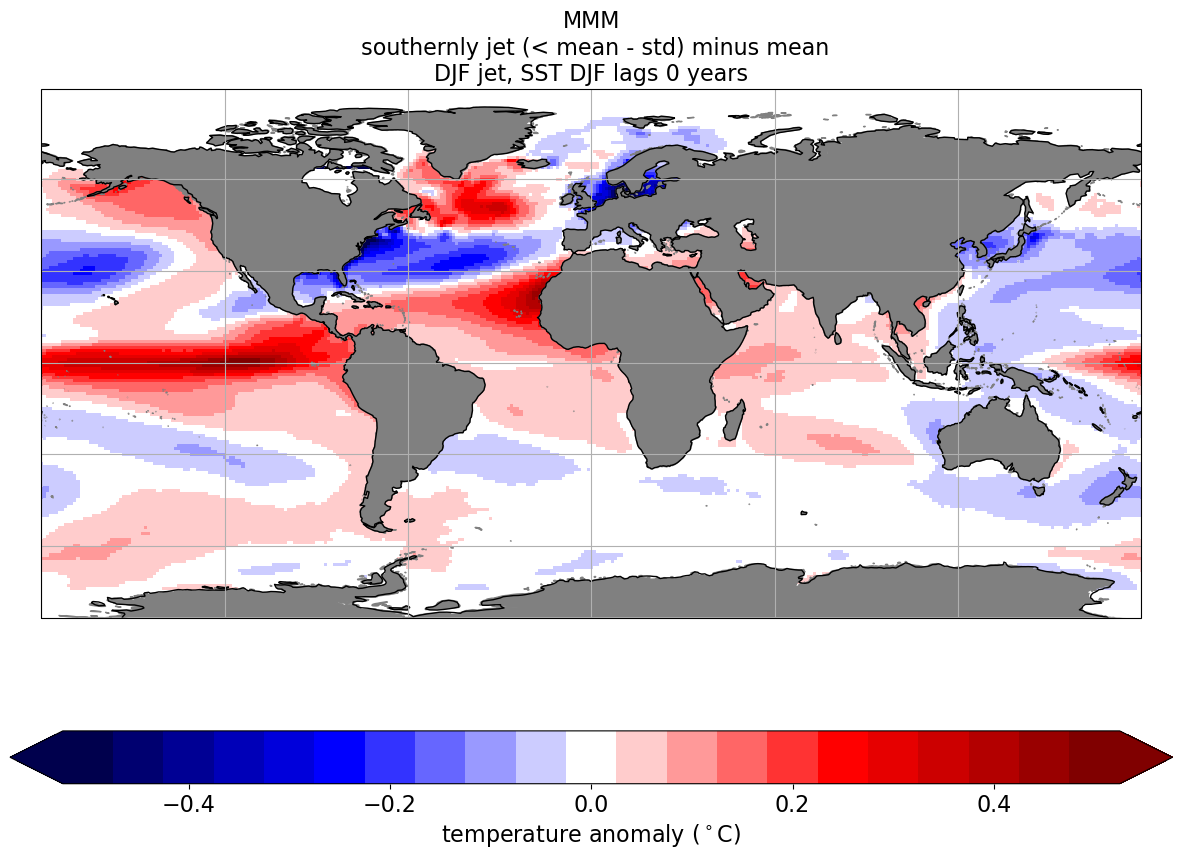 MMM
southernly jet (< mean - std) minus mean
DJF jet, SST DJF lags 0 years
−0.4 −0.2 0.0 0.2 0.4
temperature anomaly (°C)